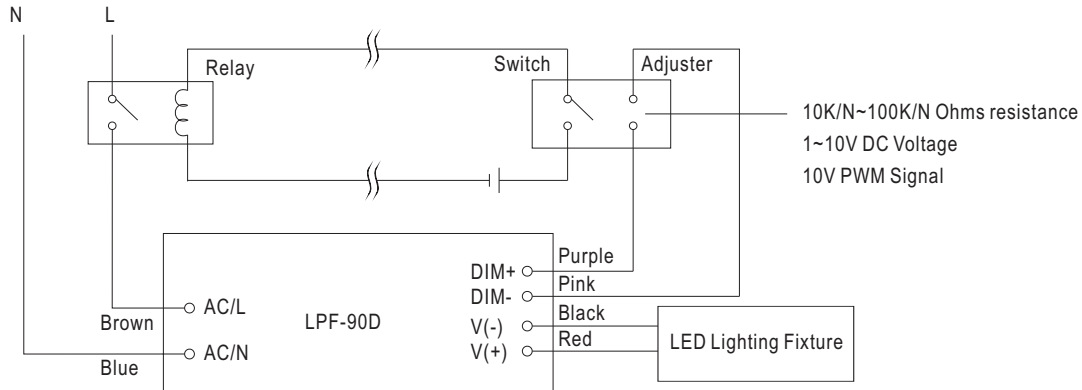 N
L
Relay
Switch
Adjuster
10K/N~100K/N Ohms resistance
1~10V DC Voltage
10V PWM Signal
Purple
DIM+
Pink
DIM-
Black
V(-)
Red
V(+)
AC/L
Brown
LPF-90D
LED Lighting Fixture
AC/N
Blue